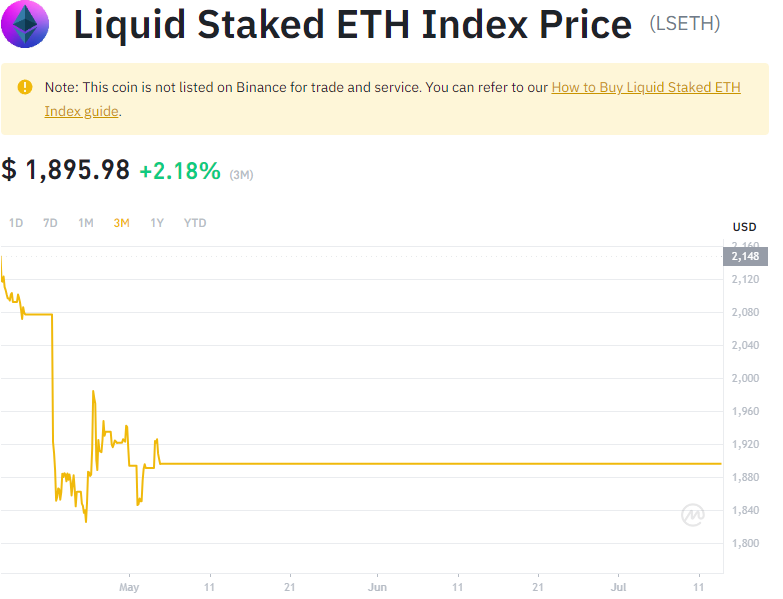 Liquid Staked ETH Index Price (LSETH)
Note: This coin is not listed on Binance for trade and service. You can refer to our How to Buy Liquid Staked ETH
Index guide.
$ 1,895.98 +2.18% (3M)
1D 7D 1M 3M 1Y YTD
USD
2,160
2,148
2,120
2,080
2,040
2,000
1,960
1,920
1,880
1,840
1,800
May 11 21 Jun 11 21 Jul 11